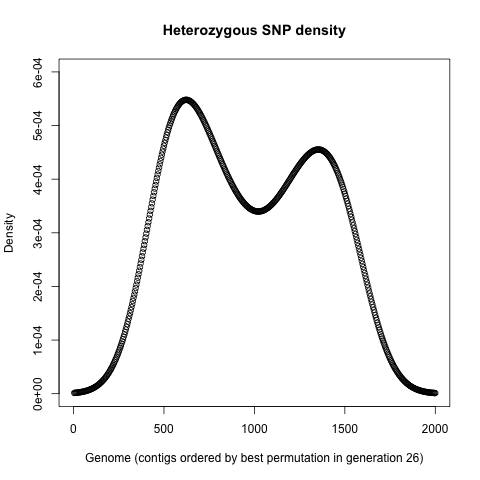 Heterozygous SNP density
Density
6e-04
5e-04
4e-04
3e-04
2e-04
1e-04
0e+00
0
500
1000
1500
2000
Genome (contigs ordered by best permutation in generation 26)